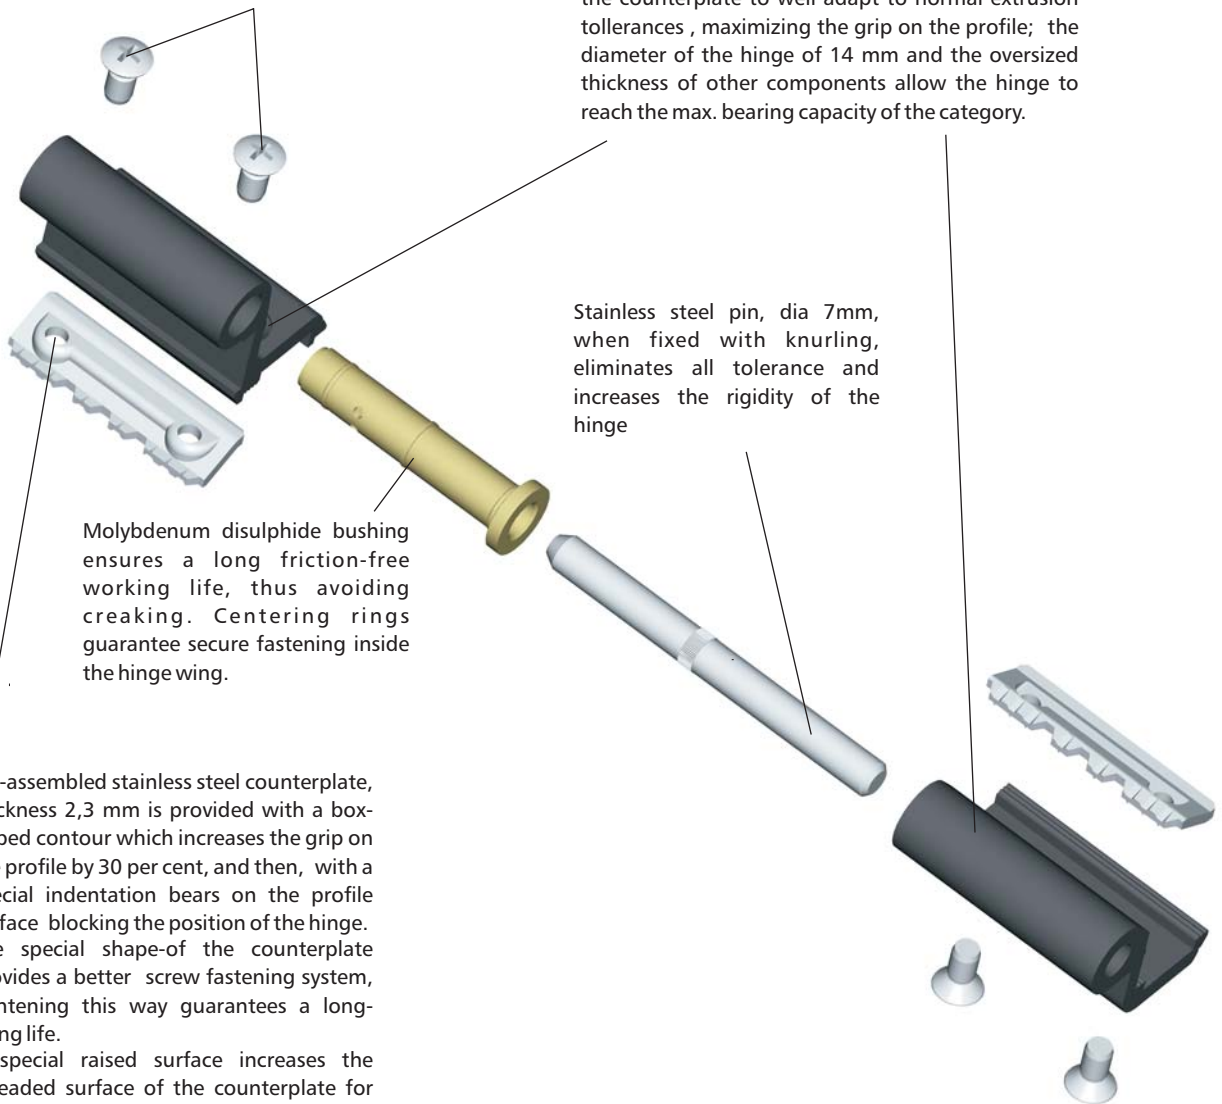 the counterplate to well adapt to normal extrusion
tollerances , maximizing the grip on the profile; the
diameter of the hinge of 14 mm and the oversized
thickness of other components allow the hinge to
reach the max. bearing capacity of the category.
Stainless steel pin, dia 7mm,
when fixed with knurling,
eliminates all tolerance and
increases the rigidity of the
hinge
Molybdenum disulphide bushing
ensures a long friction-free
working life, thus avoiding
creaking. Centering rings
guarantee secure fastening inside
the hinge wing.
-assembled stainless steel counterplate,
ckness 2,3 mm is provided with a box-
ped contour which increases the grip on
profile by 30 per cent, and then, with a
ecial indentation bears on the profile
face blocking the position of the hinge.
e special shape-of the counterplate
ovides a better screw fastening system,
ntening this way guarantees a long-
ng life.
special raised surface increases the
eaded surface of the counterplate for